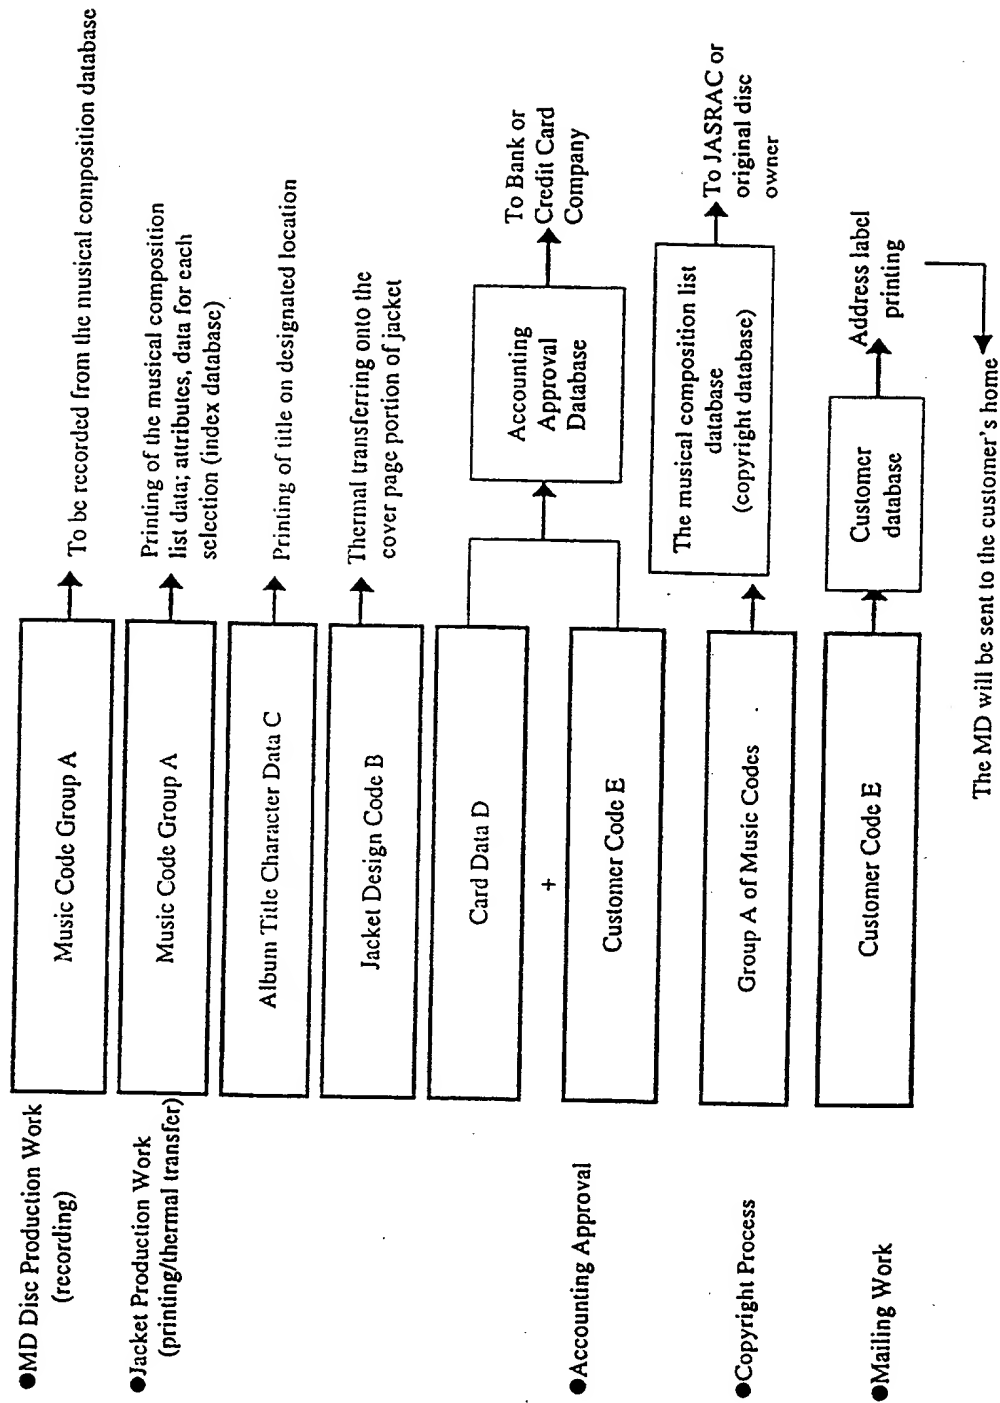 ●MD Disc Production Work
(recording)
Music Code Group A
To be recorded from the musical composition database
●Jacket Production Work
(printing/thermal transfer)
Music Code Group A
Printing of the musical composition
list data; attributes, data for each
selection (index database)
Album Title Character Data C
Printing of title on designated location
Jacket Design Code B
Thermal transferring onto the
cover page portion of jacket
●Accounting Approval
Card Data D
+
Customer Code E
Accounting
Approval
Database
To Bank or
Credit Card
Company
●Copyright Process
Group A of Music Codes
The musical composition list
database
(copyright database)
To JASRAC or
original disc
owner
●Mailing Work
Customer Code E
Customer
database
Address label
printing
The MD will be sent to the customer's home